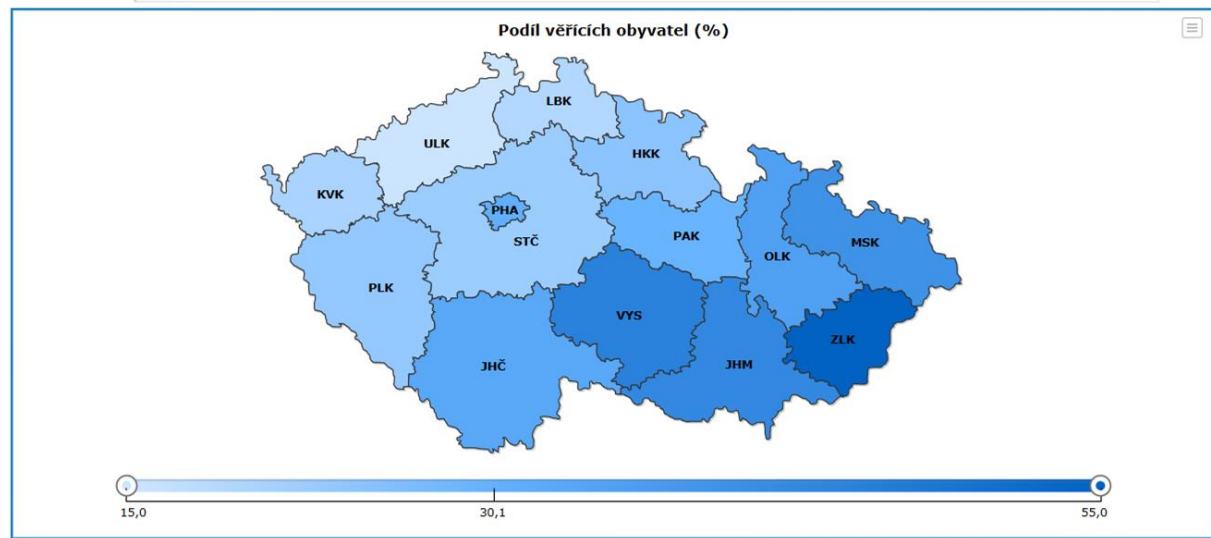 Podíl věřících obyvatel (%)
LBK
ULK
HKK
KVK
PHA
STČ
PAK
MSK
OLK
PLK
VYS
ZLK
JHČ
JHM
15,0
30,1
55,0